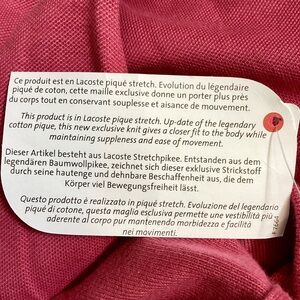 Ce produit est en Lacoste piqué stretch. Evolution du légendaire
piqué de coton, cette maille exclusive donne un porter plus près
du corps tout en conservant souplesse et aisance de mouvement.
This product is in Lacoste pique stretch. Up-date of the legendary
cotton pique, this new exclusive knit gives a closer fit to the body while
maintaining suppleness and ease of movement.
Dieser Artikel besteht aus Lacoste Stretchpikee. Entstanden aus dem
legendären Baumwollpikee, zeichnet sich dieser exklusive Strickstoff
durch seine hautenge und dehnbare Beschaffenheit aus, die dem
Körper viel Bewegungsfreiheit lässt.
Questo prodotto è realizzato in piqué stretch. Evoluzione del legendario
piqué di cotone, questa maglia esclusiva permette une vestibilità più
aderente al corpo pur mantenendo morbidezza e facilità
nei movimenti.